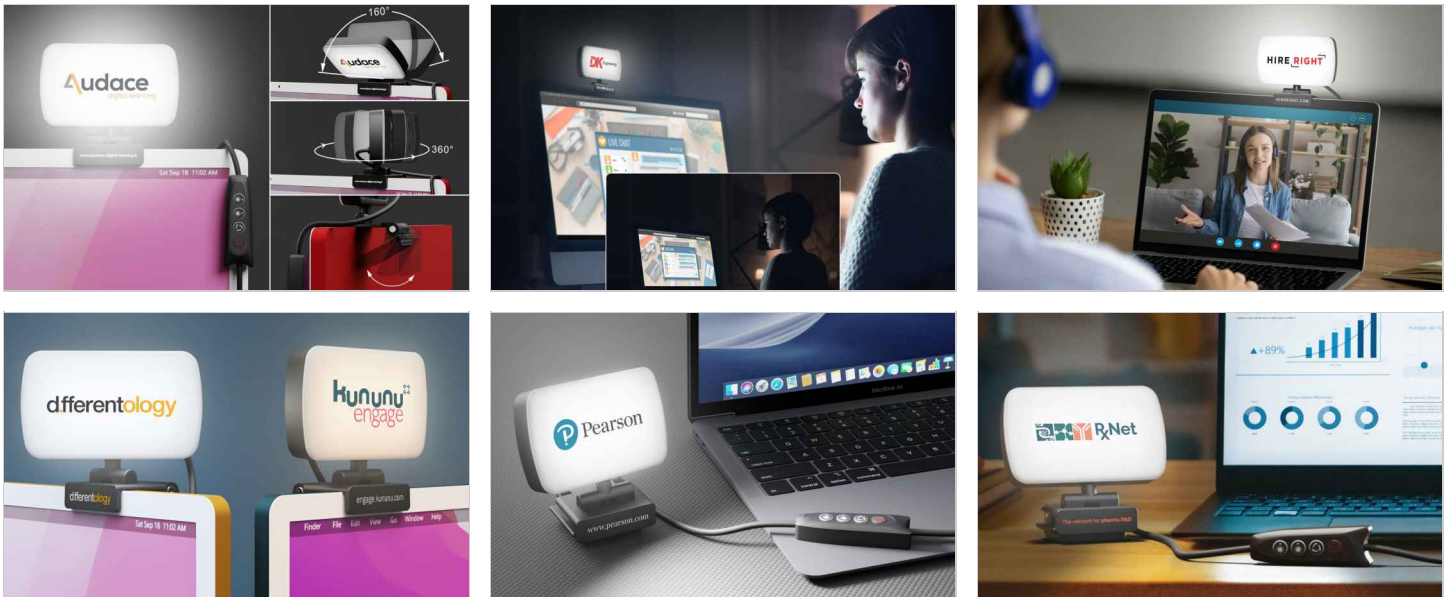 Audace
digital learning
Sat Sep 18 11:02 AM
160°
Audace
360°
DK
LIVE CHAT
HIRE RIGHT
HIRERIGHT.COM
d.fferentology
d.fferentology
Sat Sep 18 11:02 AM
kununu
engage
engage.kununu.com
Finder File Edit View Go Window Help
Pearson
www.pearson.com
MacBook Air
RxNet
The network for pharma R&D
+89%